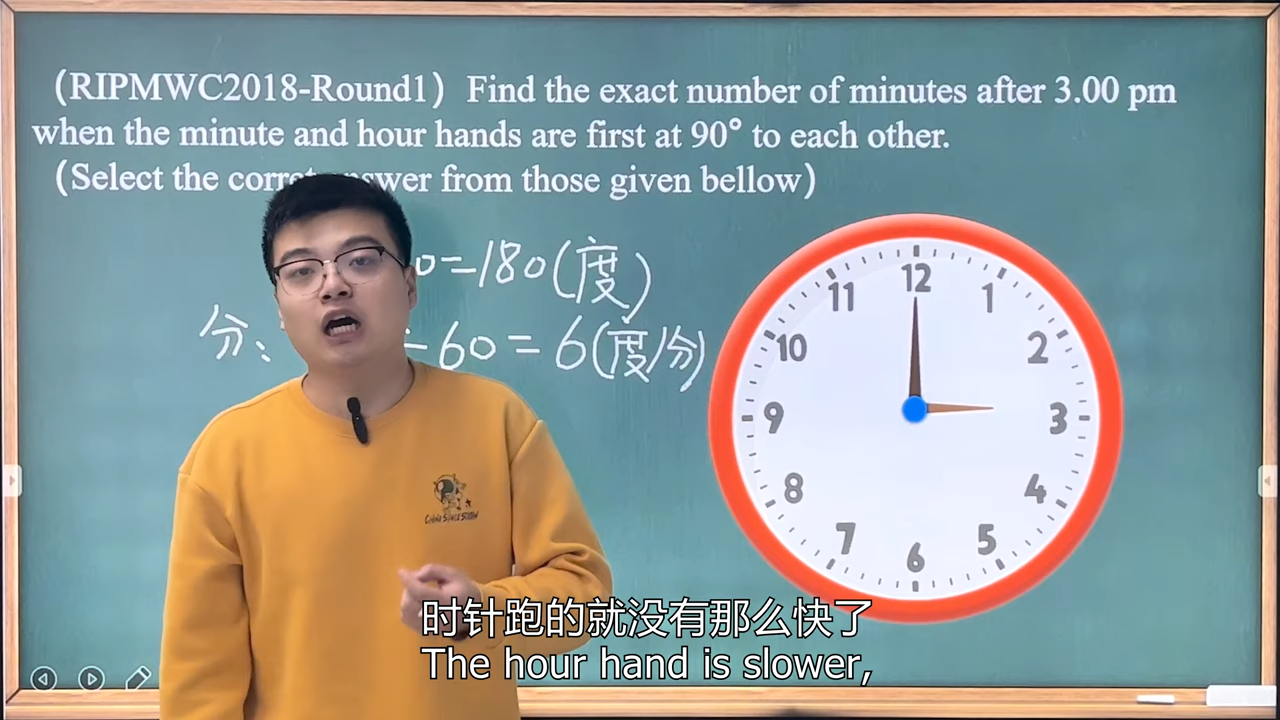 (RIPMWC2018-Round1) Find the exact number of minutes after 3.00 pm
when the minute and hour hands are first at 90° to each other.
(Select the corret answer from those given bellow)
0=180(度)
分: ÷60=6(度/分)
12
11
1
10
2
9
3
8
4
7
5
6
时针跑的就没有那么快了
The hour hand is slower,